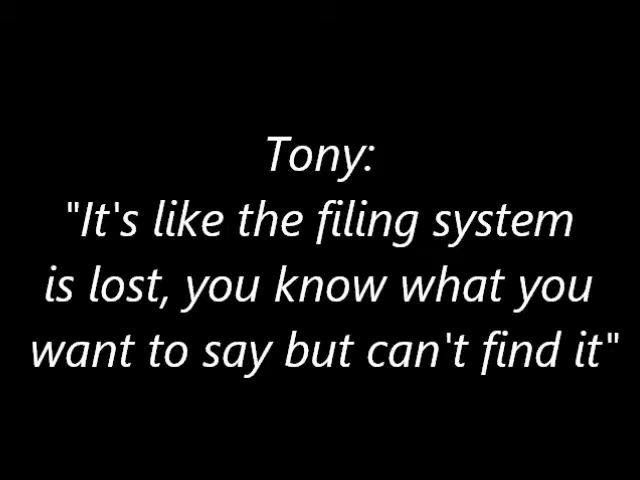 Tony:
"It's like the filing system
is lost, you know what you
want to say but can't find it"